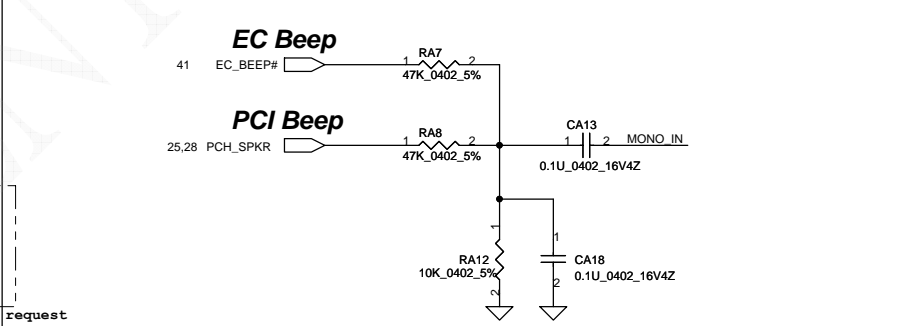 EC Beep
41 EC_BEEP# 1 RA7 2
47K_0402_5%
PCI Beep
25,28 PCH_SPKR 1 RA8 2
47K_0402_5%
CA13
1 2 MONO_IN
0.1U_0402_16V4Z
1
RA12
10K_0402_5%
2
1
CA18
0.1U_0402_16V4Z
2
request